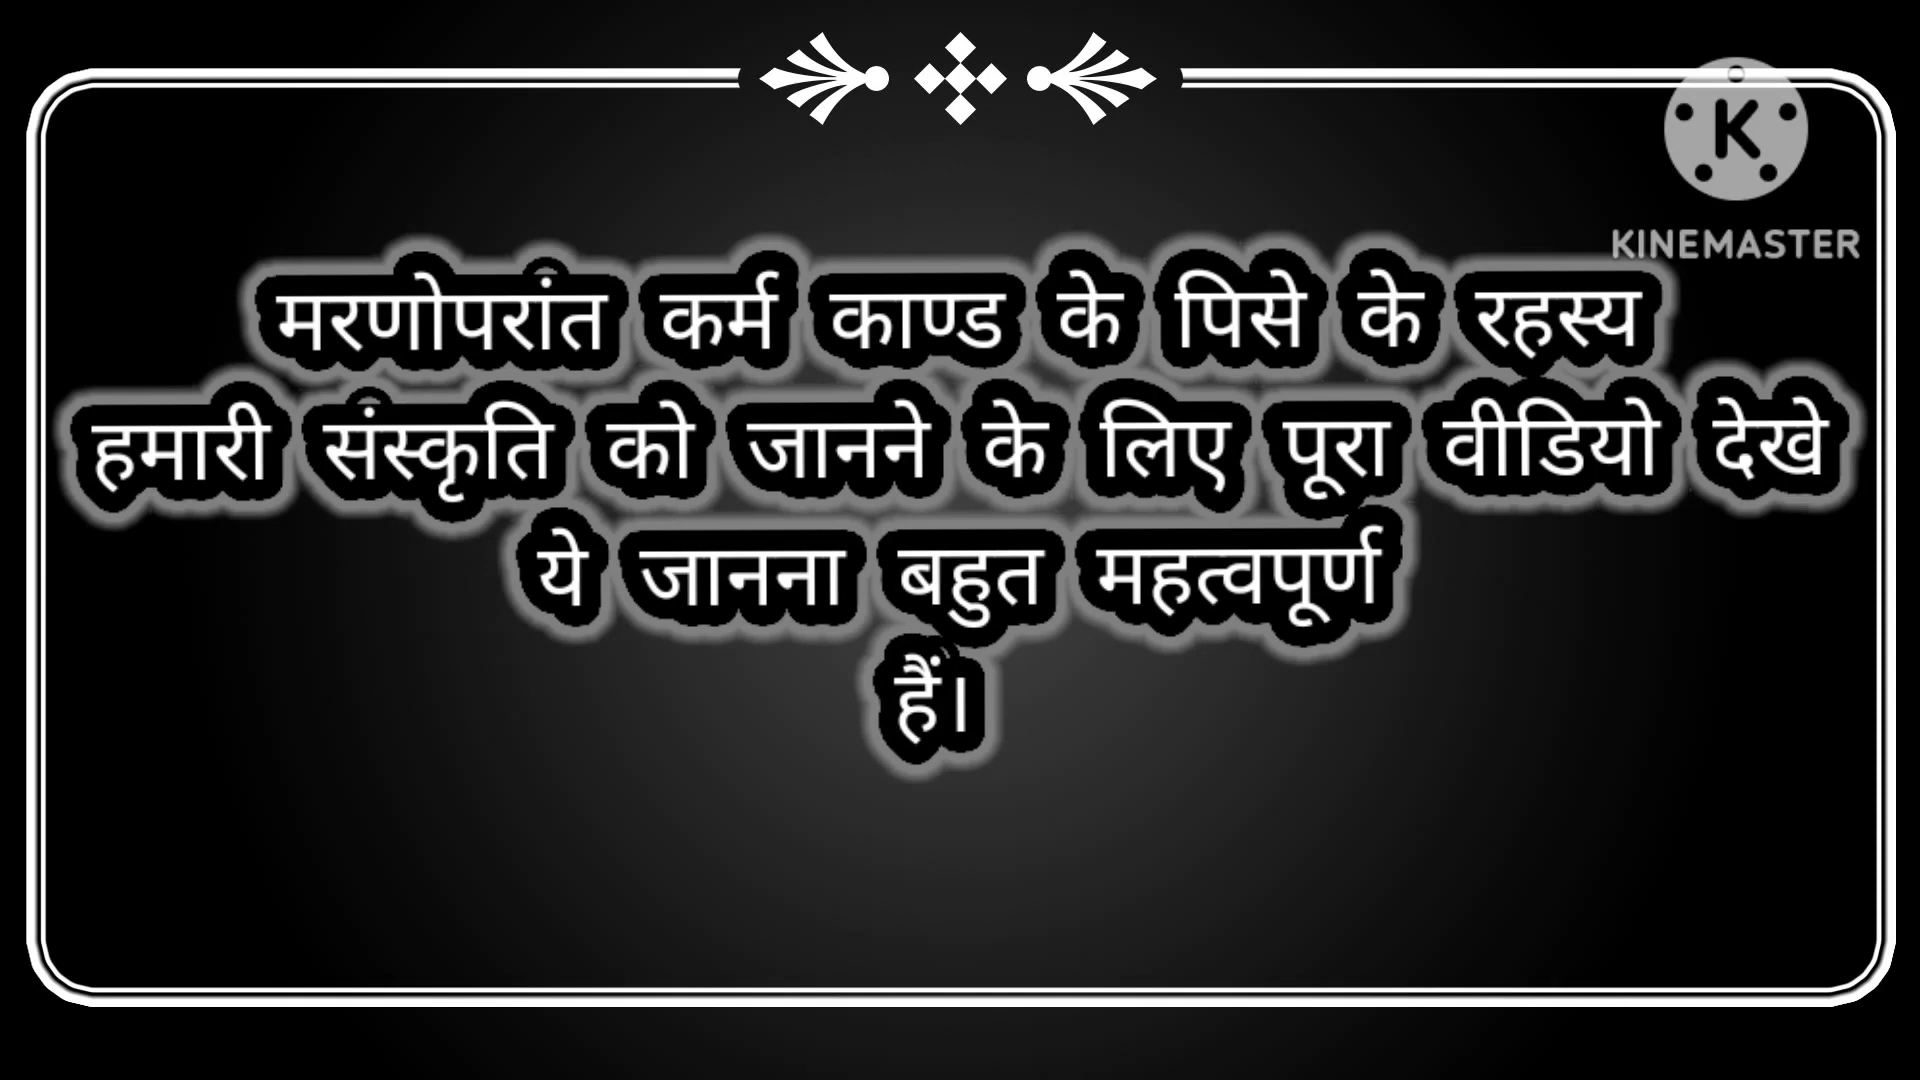 KINEMASTER
मरणोपरांत कर्म काण्ड के पिसे के रहस्य
हमारी संस्कृति को जानने के लिए पूरा वीडियो देखे
ये जानना बहुत महत्वपूर्ण
हैं।